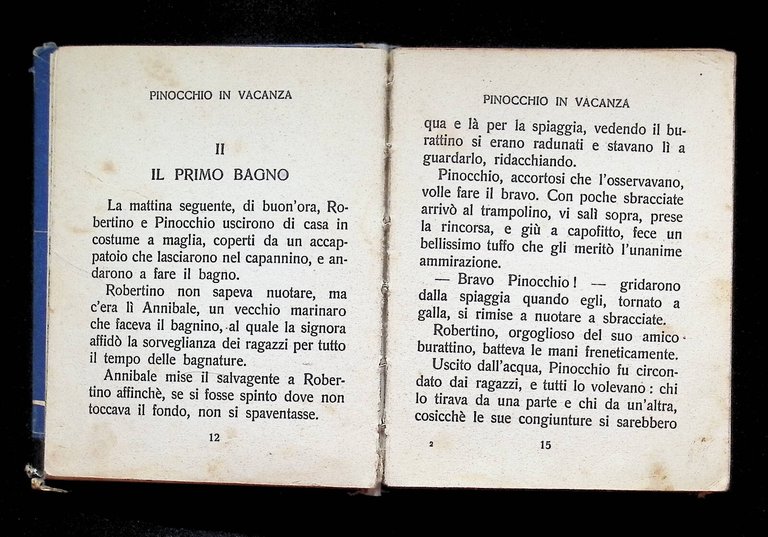 PINOCCHIO IN VACANZA
II
IL PRIMO BAGNO
La mattina seguente, di buon'ora, Ro-
bertino e Pinocchio uscirono di casa in
costume a maglia, coperti da un accap-
patoio che lasciarono nel capannino, e an-
darono a fare il bagno.
Robertino non sapeva nuotare, ma
c'era lì Annibale, un vecchio marinaro
che faceva il bagnino, al quale la signora
affidò la sorveglianza dei ragazzi per tutto
il tempo delle bagnature.
Annibale mise il salvagente a Rober-
tino affinchè, se si fosse spinto dove non
toccava il fondo, non si spaventasse.
12
PINOCCHIO IN VACANZA
qua e là per la spiaggia, vedendo il bu-
rattino si erano radunati e stavano lì a
guardarlo, ridacchiando.
Pinocchio, accortosi che l'osservavano,
volle fare il bravo. Con poche sbracciate
arrivò al trampolino, vi salì sopra, prese
la rincorsa, e giù a capofitto, fece un
bellissimo tuffo che gli meritò l'unanime
ammirazione.
— Bravo Pinocchio! — gridarono
dalla spiaggia quando egli, tornato a
galla, si rimise a nuotare a sbracciate.
Robertino, orgoglioso del suo amico
burattino, batteva le mani freneticamente.
Uscito dall'acqua, Pinocchio fu circon-
dato dai ragazzi, e tutti lo volevano: chi
lo tirava da una parte e chi da un'altra,
cosicchè le sue congiunture si sarebbero
2 15